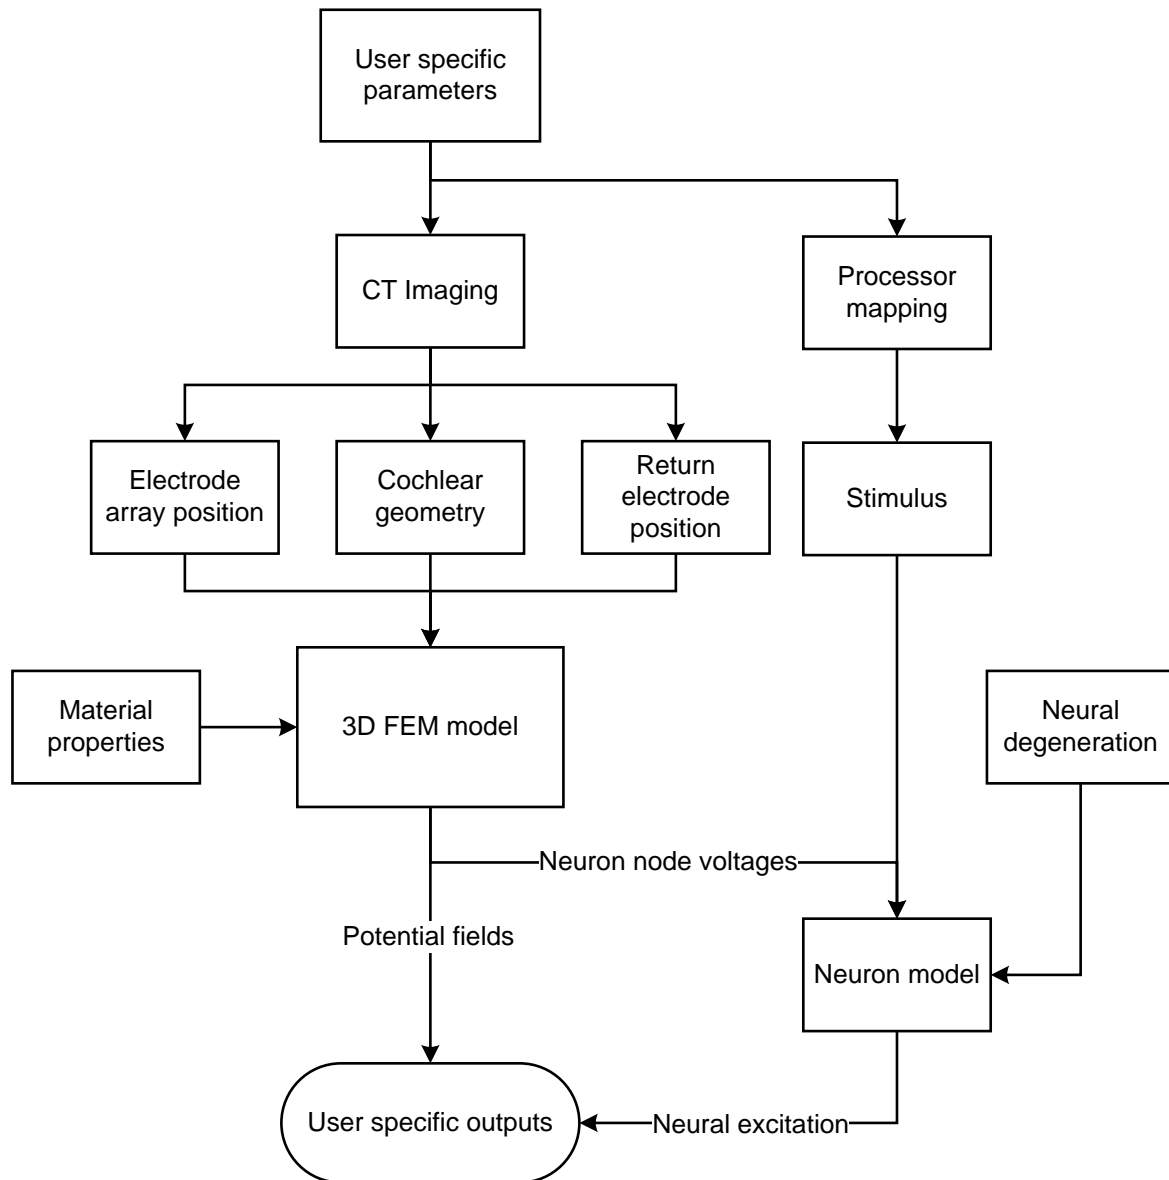 User specific
parameters
CT Imaging
Processor
mapping
Electrode
array position
Cochlear
geometry
Return
electrode
position
Stimulus
Material
properties
3D FEM model
Neural
degeneration
Neuron node voltages
Potential fields
Neuron model
User specific outputs
Neural excitation